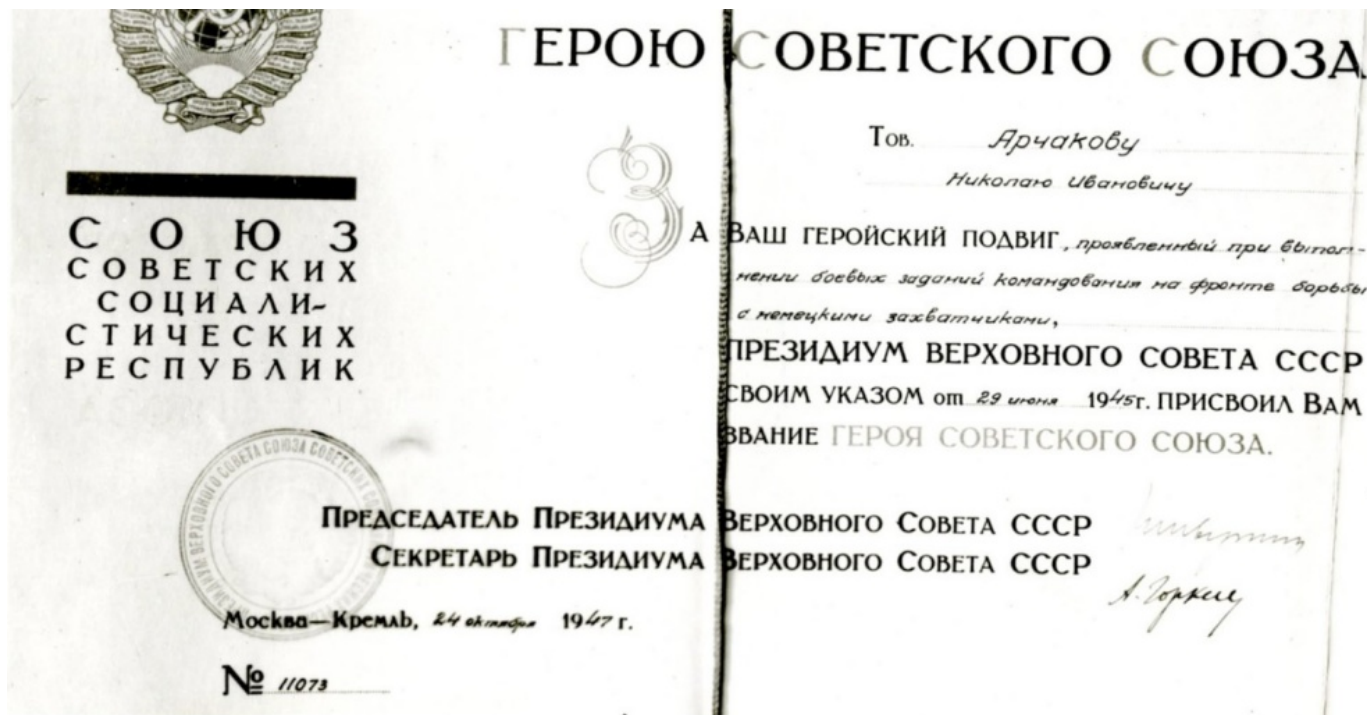 ГЕРОЮ СОВЕТСКОГО СОЮЗА
Тов. Арчакову
Николаю Ивановичу
ЗА ВАШ ГЕРОЙСКИЙ ПОДВИГ, проявленный при выпол-
нении боевых заданий командования на фронте борьбы
с немецкими захватчиками,
ПРЕЗИДИУМ ВЕРХОВНОГО СОВЕТА СССР
СВОИМ УКАЗОМ от 29 июня 1945г. ПРИСВОИЛ ВАМ
ЗВАНИЕ ГЕРОЯ СОВЕТСКОГО СОЮЗА.
СОЮЗ
СОВЕТСКИХ
СОЦИАЛИ-
СТИЧЕСКИХ
РЕСПУБЛИК
ПРЕДСЕДАТЕЛЬ ПРЕЗИДИУМА ВЕРХОВНОГО СОВЕТА СССР
СЕКРЕТАРЬ ПРЕЗИДИУМА ВЕРХОВНОГО СОВЕТА СССР
А. Горкин
Москва—Кремль, 24 октября 1947 г.
№ 11073